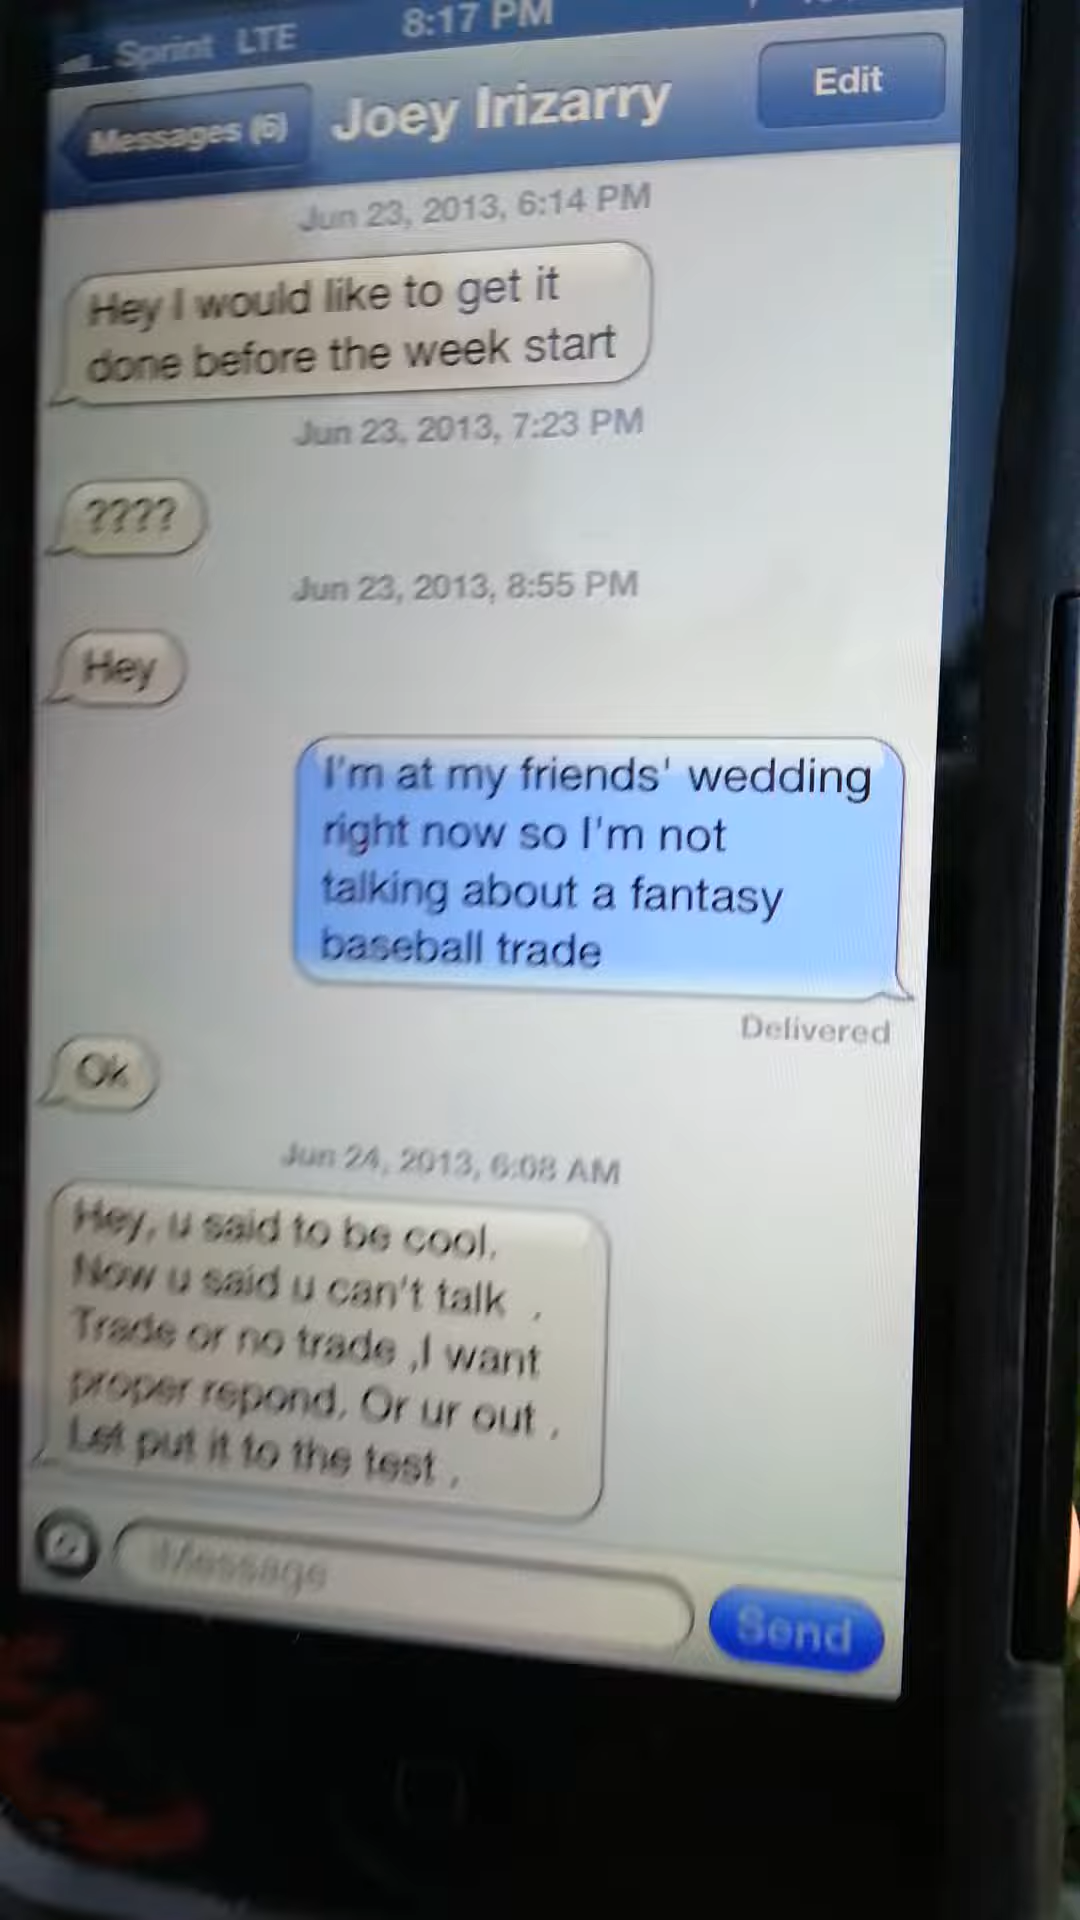 Sprint LTE 8:17 PM
Messages (6) Joey Irizarry Edit
Jun 23, 2013, 6:14 PM
Hey I would like to get it
done before the week start
Jun 23, 2013, 7:23 PM
????
Jun 23, 2013, 8:55 PM
Hey
I'm at my friends' wedding
right now so I'm not
talking about a fantasy
baseball trade
Delivered
Ok
Jun 24, 2013, 6:08 AM
Hey, u said to be cool.
Now u said u can't talk .
Trade or no trade ,I want
proper repond. Or ur out .
Let put it to the test .
iMessage Send